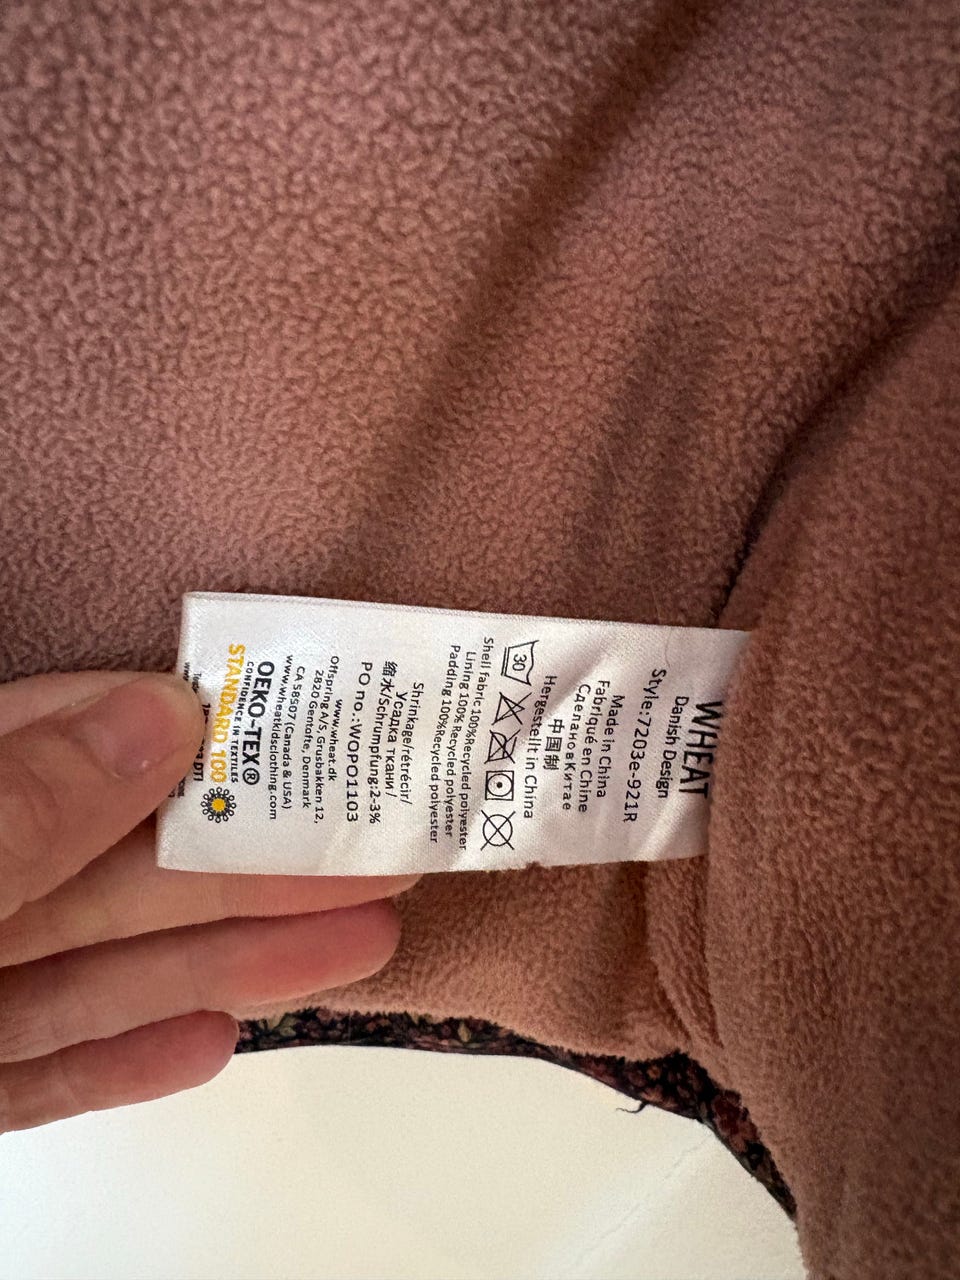 WHEAT
Danish Design
Style:7203e-921R
Made in China
Fabriqué en Chine
Сделано в Китае
中国制
Hergestellt in China
30
Shell fabric 100%Recycled polyester
Lining 100% Recycled polyester
Padding 100%Recycled polyester
Shrinkage/rétrécir/
Усадка ткани/
缩水/Schrumpfung:2-3%
PO no.:WOPO1103
www.wheat.dk
Offspring A/S, Grusbakken 12,
2820 Gentofte, Denmark
CA 58507 (Canada & USA)
www.wheatkidsclothing.com
OEKO-TEX®
CONFIDENCE IN TEXTILES
STANDARD 100